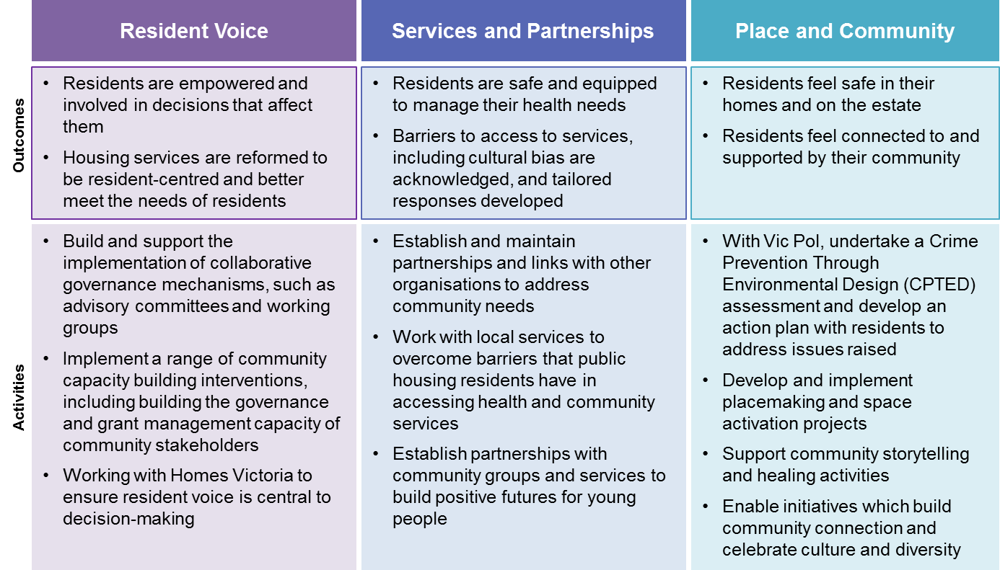 Resident Voice
Services and Partnerships
Place and Community
Outcomes
• Residents are empowered and
involved in decisions that affect
them
• Housing services are reformed to
be resident-centred and better
meet the needs of residents
• Residents are safe and equipped
to manage their health needs
• Barriers to access to services,
including cultural bias are
acknowledged, and tailored
responses developed
• Residents feel safe in their
homes and on the estate
• Residents feel connected to and
supported by their community
Activities
• Build and support the
implementation of collaborative
governance mechanisms, such as
advisory committees and working
groups
• Implement a range of community
capacity building interventions,
including building the governance
and grant management capacity of
community stakeholders
• Working with Homes Victoria to
ensure resident voice is central to
decision-making
• Establish and maintain
partnerships and links with other
organisations to address
community needs
• Work with local services to
overcome barriers that public
housing residents have in
accessing health and community
services
• Establish partnerships with
community groups and services to
build positive futures for young
people
• With Vic Pol, undertake a Crime
Prevention Through
Environmental Design (CPTED)
assessment and develop an
action plan with residents to
address issues raised
• Develop and implement
placemaking and space
activation projects
• Support community storytelling
and healing activities
• Enable initiatives which build
community connection and
celebrate culture and diversity